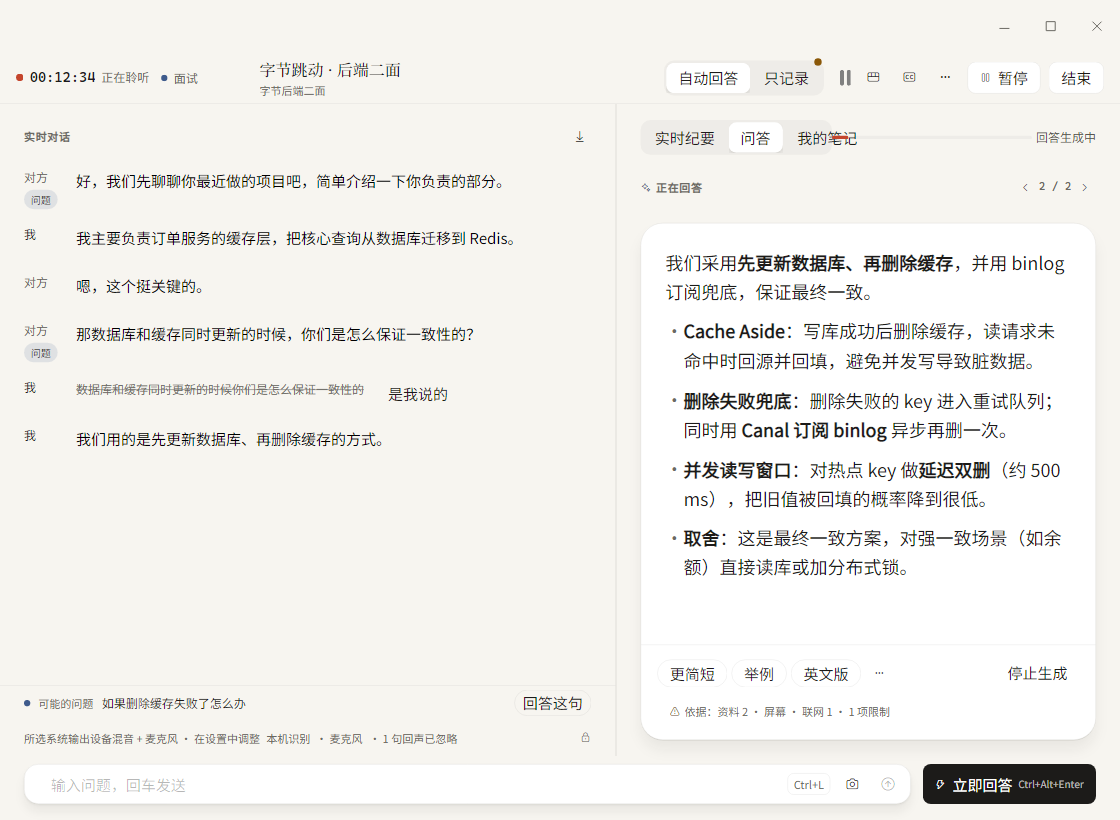 00:12:34 正在聆听 面试
字节跳动 · 后端二面
字节后端二面
自动回答 只记录
CC
···
暂停
结束
实时对话
对方
问题
好，我们先聊聊你最近做的项目吧，简单介绍一下你负责的部分。
我
我主要负责订单服务的缓存层，把核心查询从数据库迁移到 Redis。
对方
嗯，这个挺关键的。
对方
问题
那数据库和缓存同时更新的时候，你们是怎么保证一致性的？
我
数据库和缓存同时更新的时候你们是怎么保证一致性的
是我说的
我
我们用的是先更新数据库、再删除缓存的方式。
可能的问题 如果删除缓存失败了怎么办
回答这句
所选系统输出设备混音 + 麦克风 · 在设置中调整 本机识别 · 麦克风 · 1 句回声已忽略
实时纪要 问答 我的笔记
回答生成中
正在回答
2 / 2
我们采用先更新数据库、再删除缓存，并用 binlog
订阅兜底，保证最终一致。
• Cache Aside：写库成功后删除缓存，读请求未
命中时回源并回填，避免并发写导致脏数据。
• 删除失败兜底：删除失败的 key 进入重试队列；
同时用 Canal 订阅 binlog 异步再删一次。
• 并发读写窗口：对热点 key 做延迟双删（约 500
ms），把旧值被回填的概率降到很低。
• 取舍：这是最终一致方案，对强一致场景（如余
额）直接读库或加分布式锁。
更简短 举例 英文版 ···
停止生成
依据：资料 2 · 屏幕 · 联网 1 · 1 项限制
输入问题，回车发送
Ctrl+L
立即回答 Ctrl+Alt+Enter